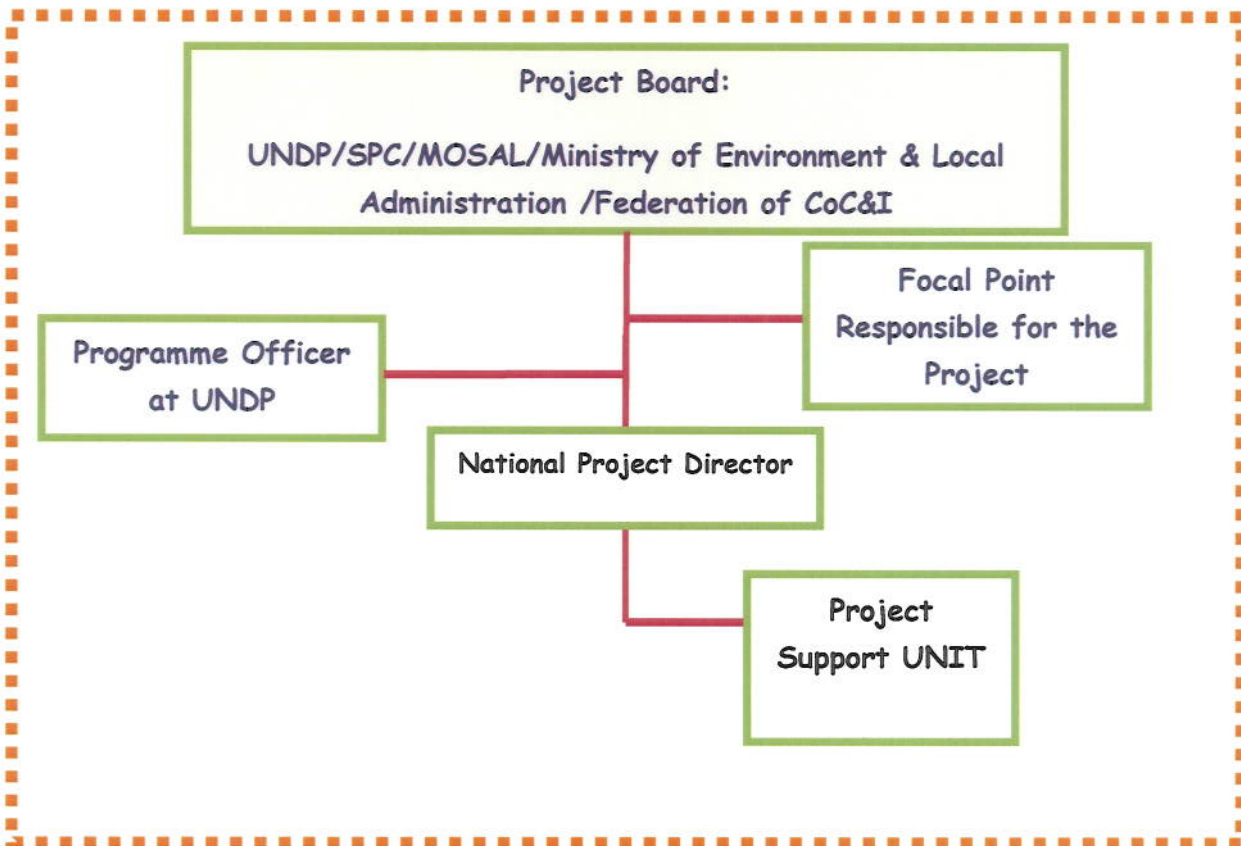 Project Board:
UNDP/SPC/MOSAL/Ministry of Environment & Local
Administration /Federation of CoC&I
Focal Point
Responsible for the
Project
Programme Officer
at UNDP
National Project Director
Project
Support UNIT